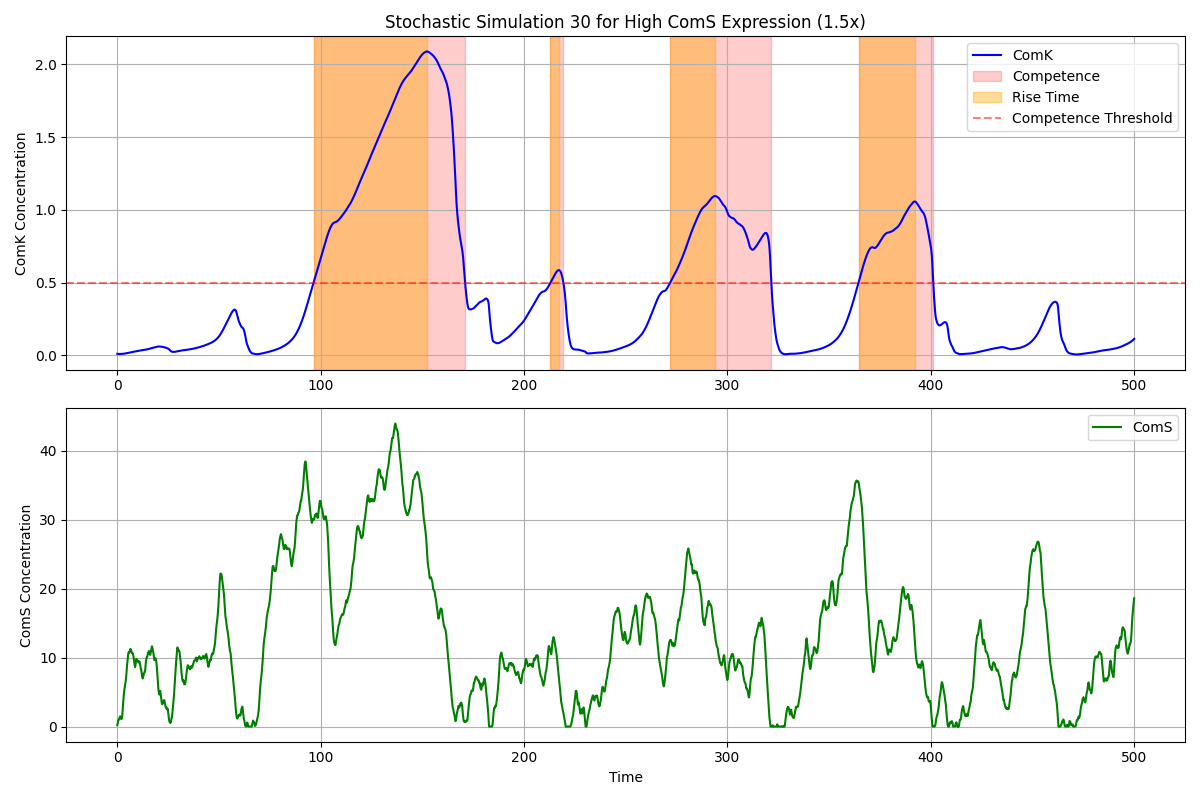 Stochastic Simulation 30 for High ComS Expression (1.5x)
ComK Concentration
2.0
1.5
1.0
0.5
0.0
ComK
Competence
Rise Time
Competence Threshold
0 100 200 300 400 500
ComS Concentration
40
30
20
10
0
ComS
0 100 200 300 400 500
Time